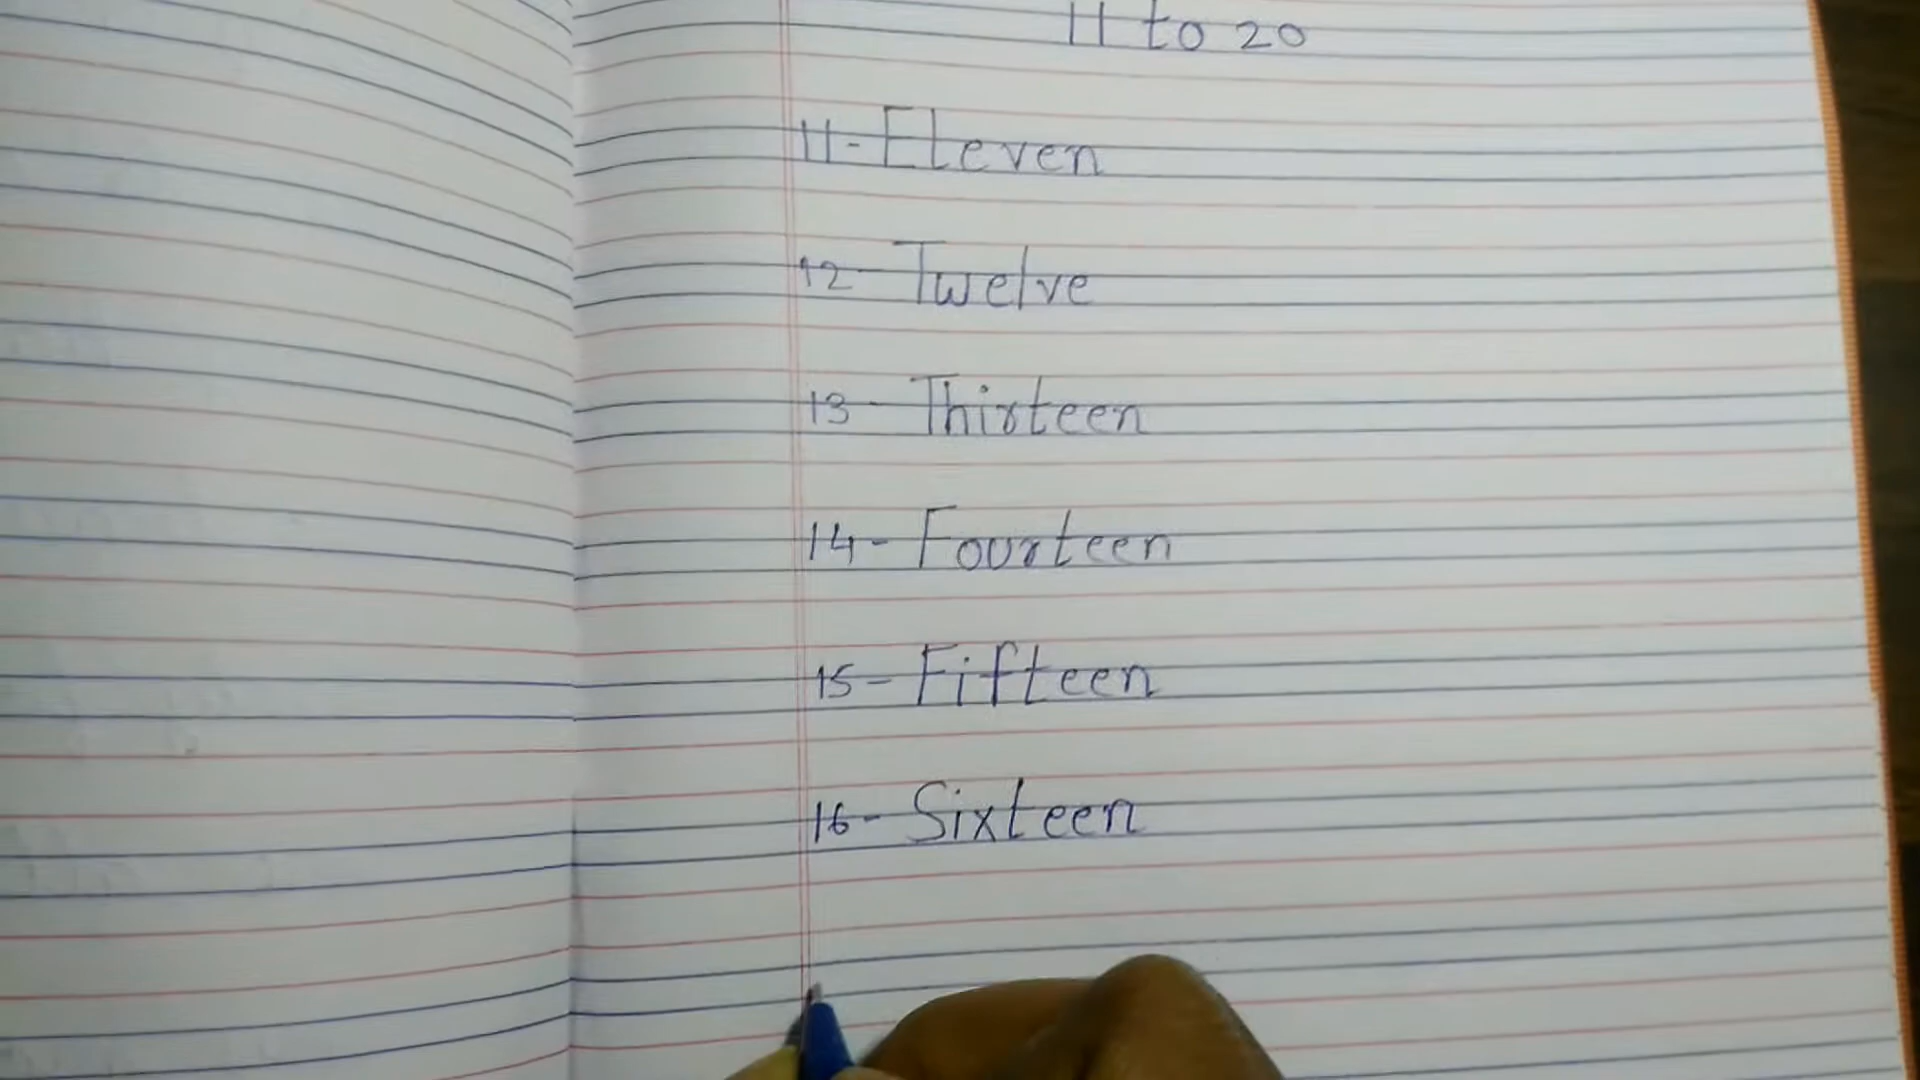 11 to 20
11 - Eleven
12 - Twelve
13 - Thirteen
14 - Fourteen
15 - Fifteen
16 - Sixteen